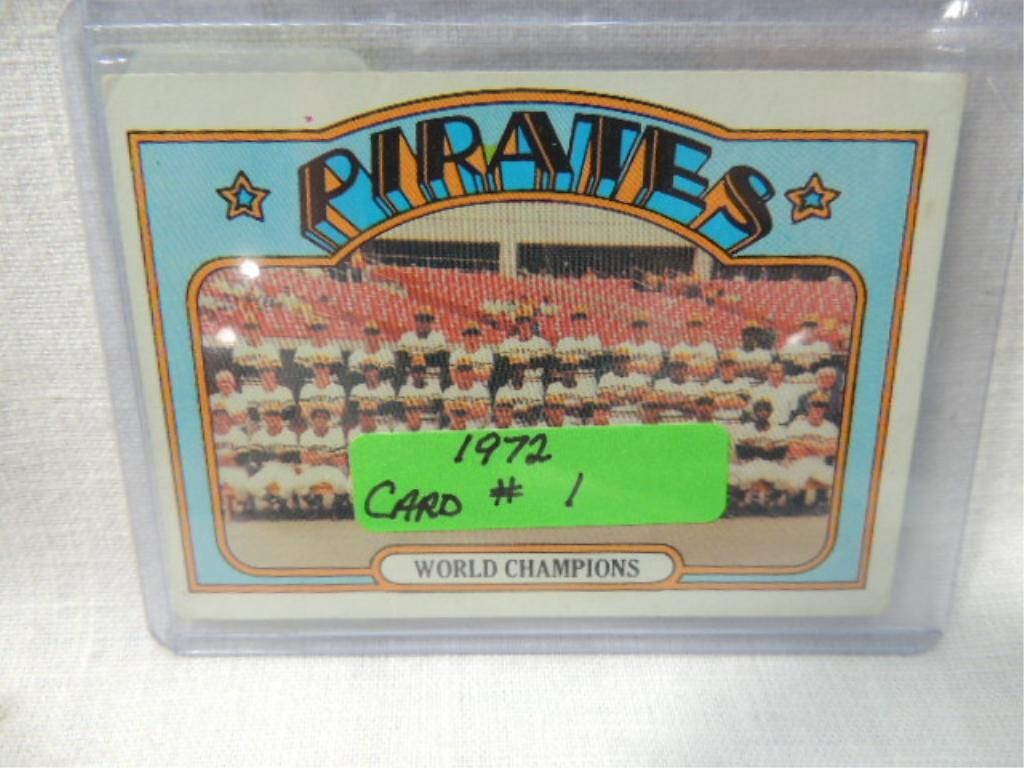 PIRATES
1972
CARD # 1
WORLD CHAMPIONS